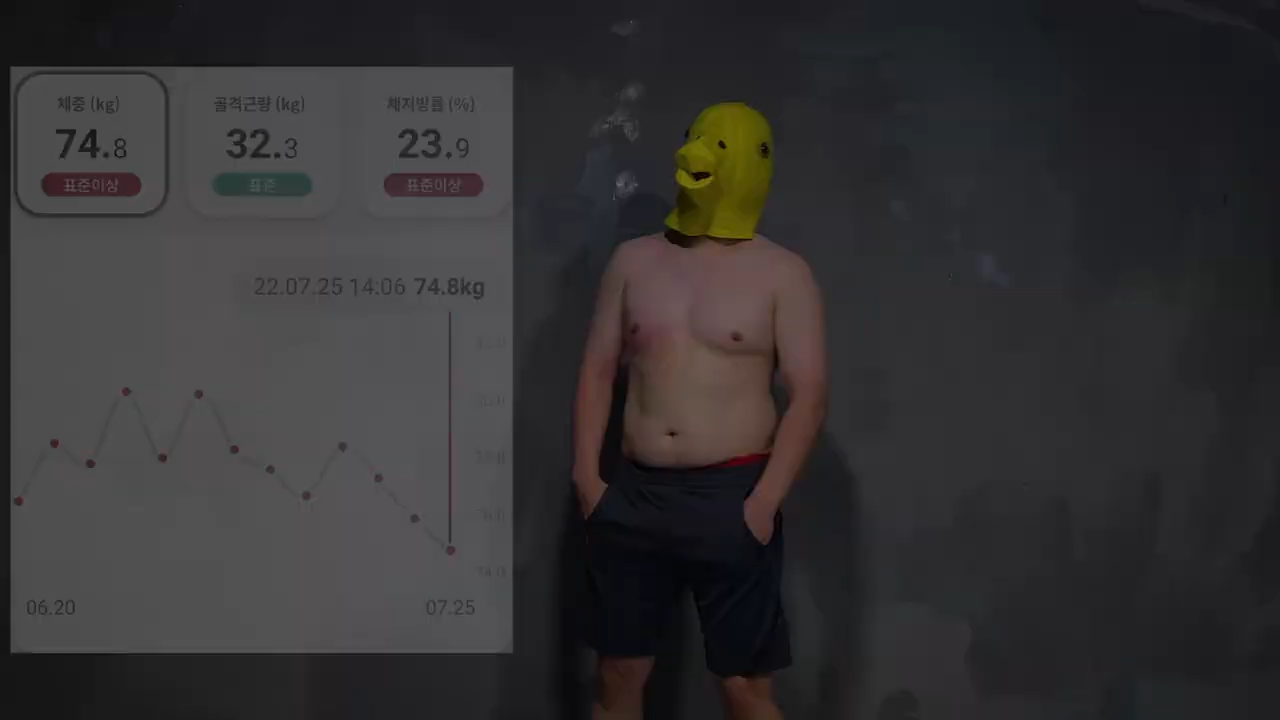 체중 (kg)
74.8
표준이상
골격근량 (kg)
32.3
표준
체지방률 (%)
23.9
표준이상
22.07.25 14:06 74.8kg
06.20
07.25